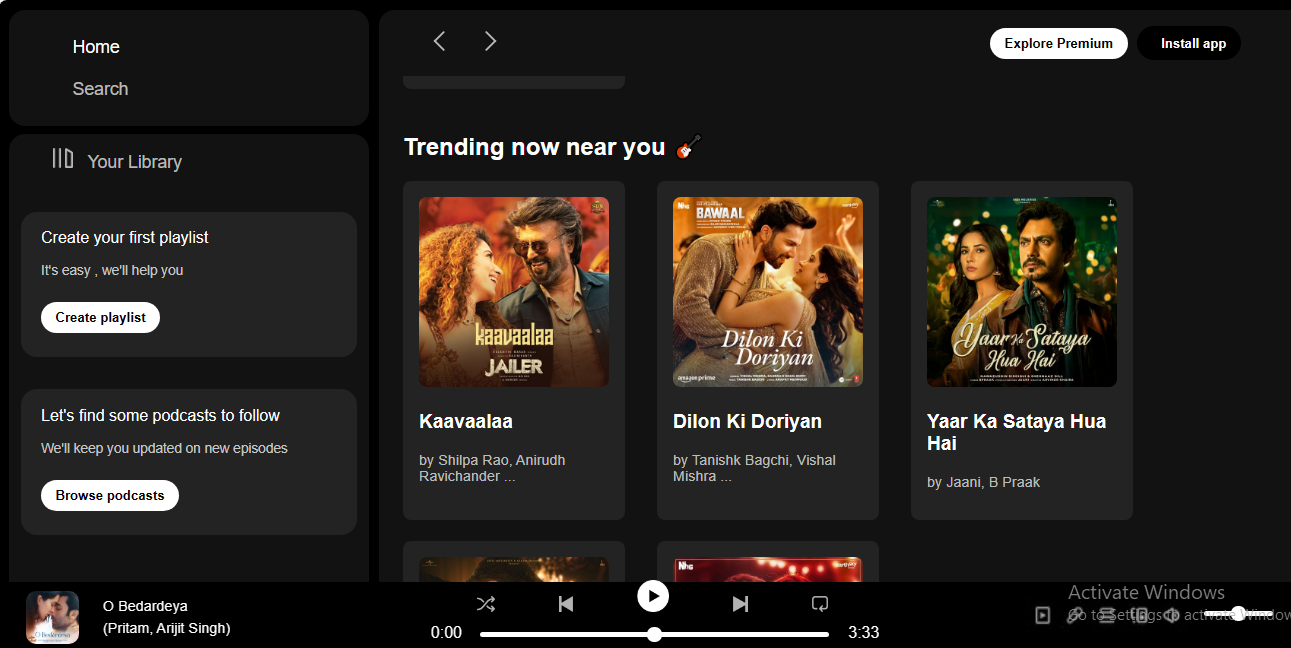 Home
Search
Your Library
Create your first playlist
It's easy , we'll help you
Create playlist
Let's find some podcasts to follow
We'll keep you updated on new episodes
Browse podcasts
Explore Premium
Install app
Trending now near you
kaavaalaa
JAILER
Kaavaalaa
by Shilpa Rao, Anirudh
Ravichander ...
BAWAAL
Dilon Ki
Doriyan
amazon prime
Dilon Ki Doriyan
by Tanishk Bagchi, Vishal
Mishra ...
Yaar Ka Sataya
Hua Hai
Yaar Ka Sataya Hua
Hai
by Jaani, B Praak
O Bedardeya
O Bedardeya
(Pritam, Arijit Singh)
0:00
3:33
Activate Windows
Go to Settings to activate Windows